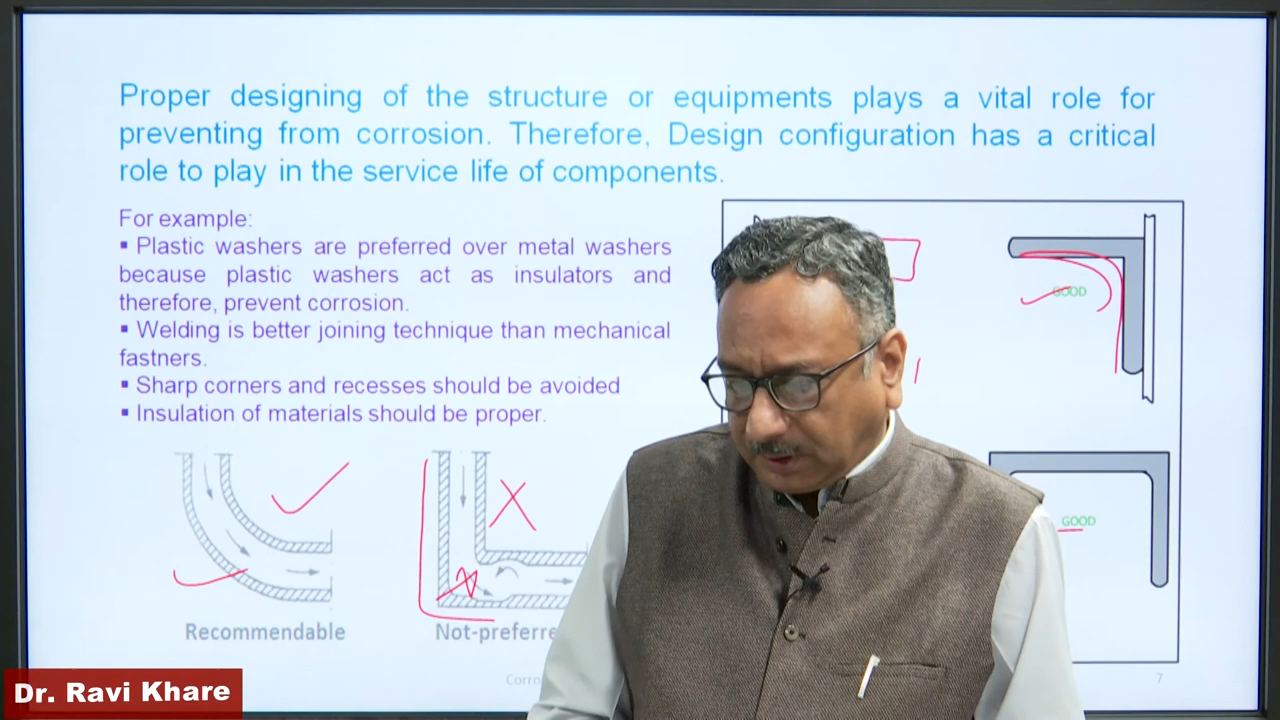 Proper designing of the structure or equipments plays a vital role for
preventing from corrosion. Therefore, Design configuration has a critical
role to play in the service life of components.
For example:
▪ Plastic washers are preferred over metal washers
because plastic washers act as insulators and
therefore, prevent corrosion.
▪ Welding is better joining technique than mechanical
fastners.
▪ Sharp corners and recesses should be avoided
▪ Insulation of materials should be proper.
GOOD
GOOD
Recommendable
Not-preferre
Corro
7
Dr. Ravi Khare